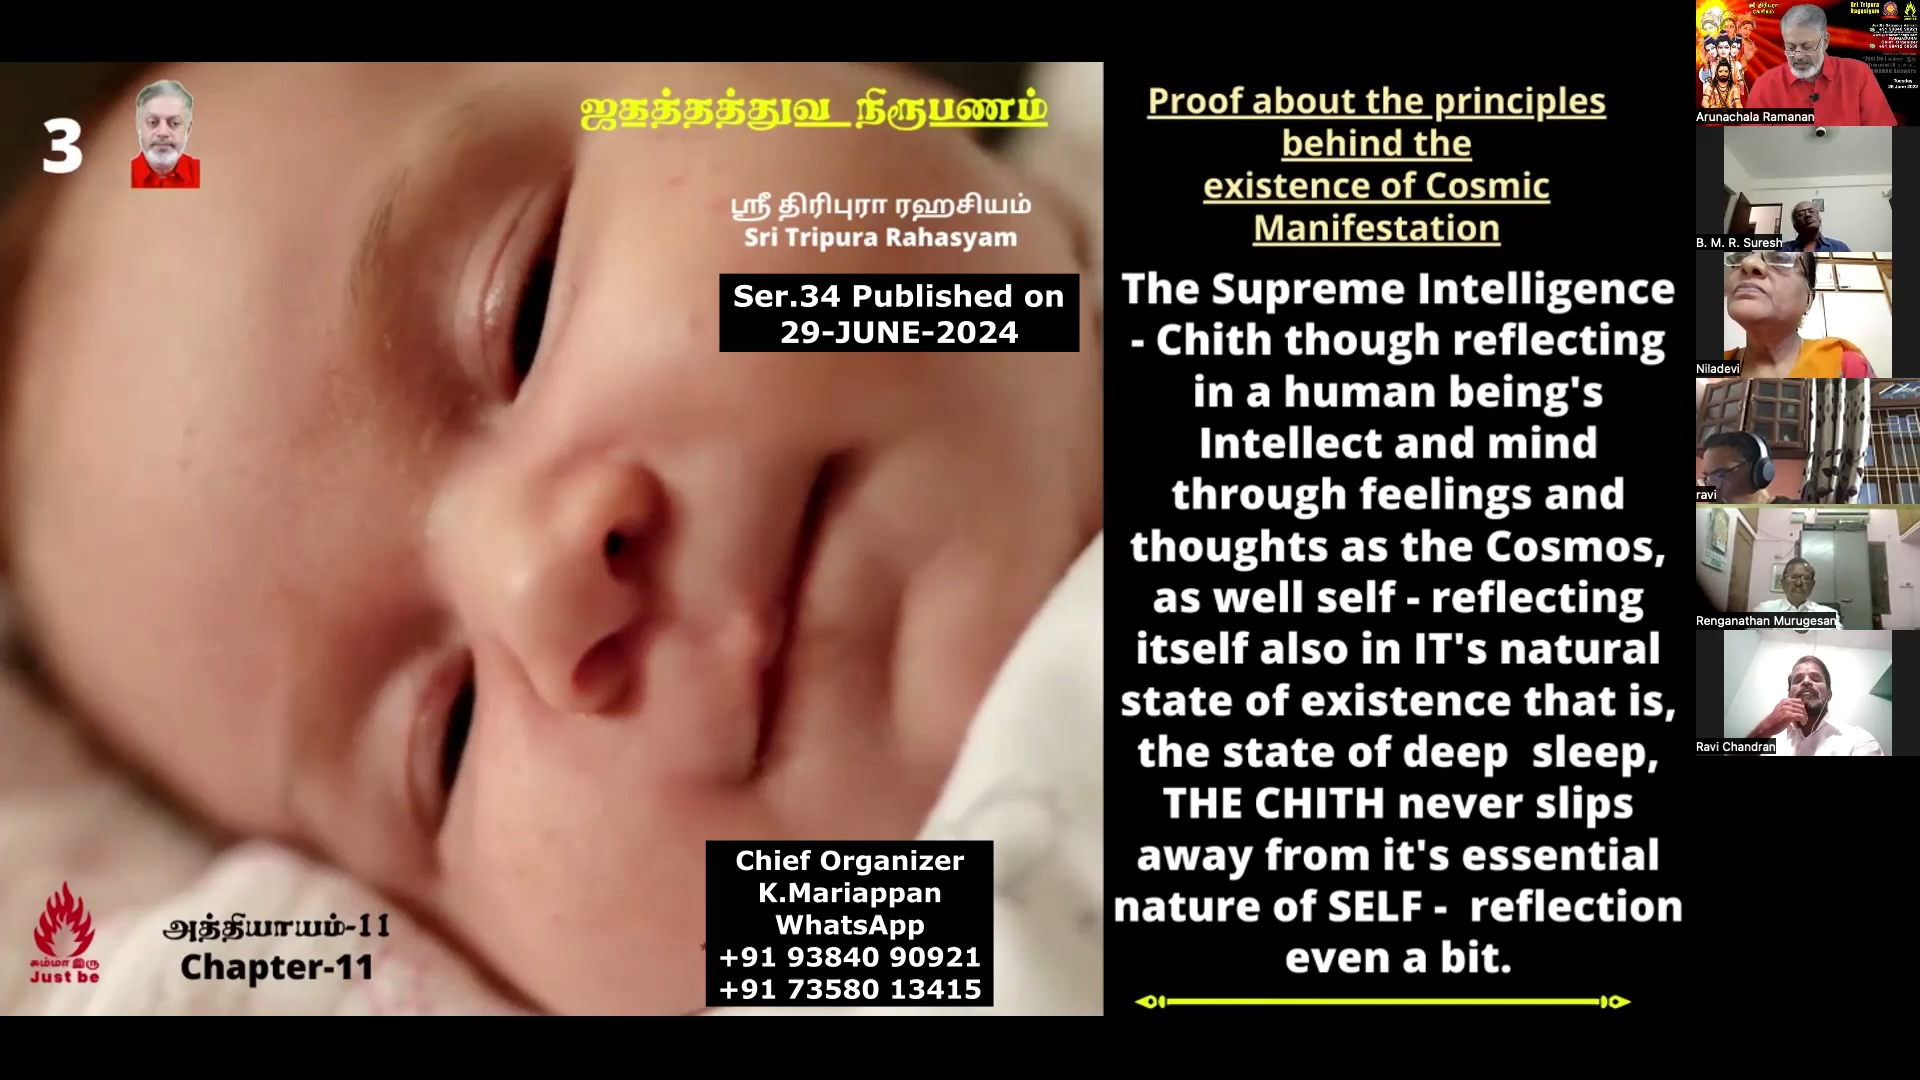 3
ஜகத்தத்துவ நிரூபணம்
ஸ்ரீ திரிபுரா ரஹசியம்
Sri Tripura Rahasyam
Ser.34 Published on
29-JUNE-2024
Chief Organizer
K.Mariappan
WhatsApp
+91 93840 90921
+91 73580 13415
சும்மா இரு
Just be
அத்தியாயம்-11
Chapter-11
Proof about the principles
behind the
existence of Cosmic
Manifestation
The Supreme Intelligence
- Chith though reflecting
in a human being's
Intellect and mind
through feelings and
thoughts as the Cosmos,
as well self - reflecting
itself also in IT's natural
state of existence that is,
the state of deep sleep,
THE CHITH never slips
away from it's essential
nature of SELF - reflection
even a bit.
Sri Tripura
Arunachala Ramanan
B. M. R. Suresh
Niladevi
ravi
Renganathan Murugesan
Ravi Chandran